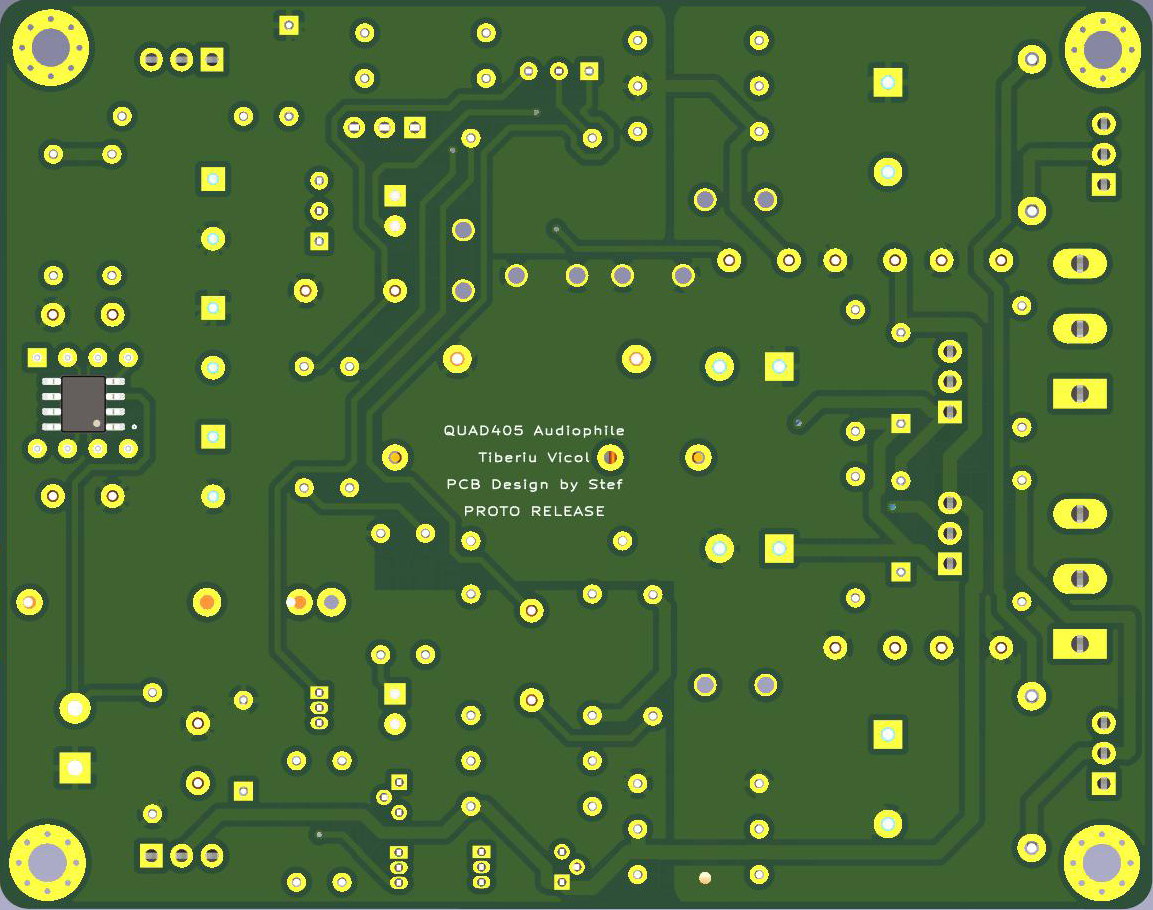 QUAD405 Audiophile
Tiberiu Vicol
PCB Design by Stef
PROTO RELEASE